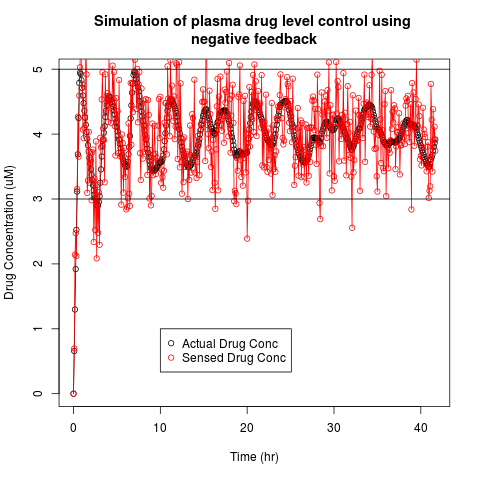 Simulation of plasma drug level control using
negative feedback
Drug Concentration (uM)
5
4
3
2
1
0
Actual Drug Conc
Sensed Drug Conc
0 10 20 30 40
Time (hr)